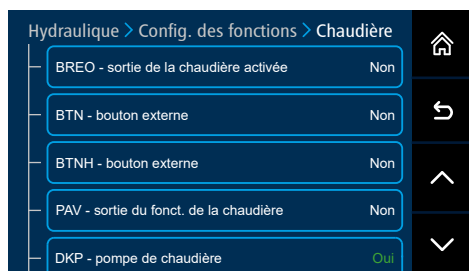 Hydraulique > Config. des fonctions > Chaudière
BREO - sortie de la chaudière activée Non
BTN - bouton externe Non
BTNH - bouton externe Non
PAV - sortie du fonct. de la chaudière Non
DKP - pompe de chaudière Oui